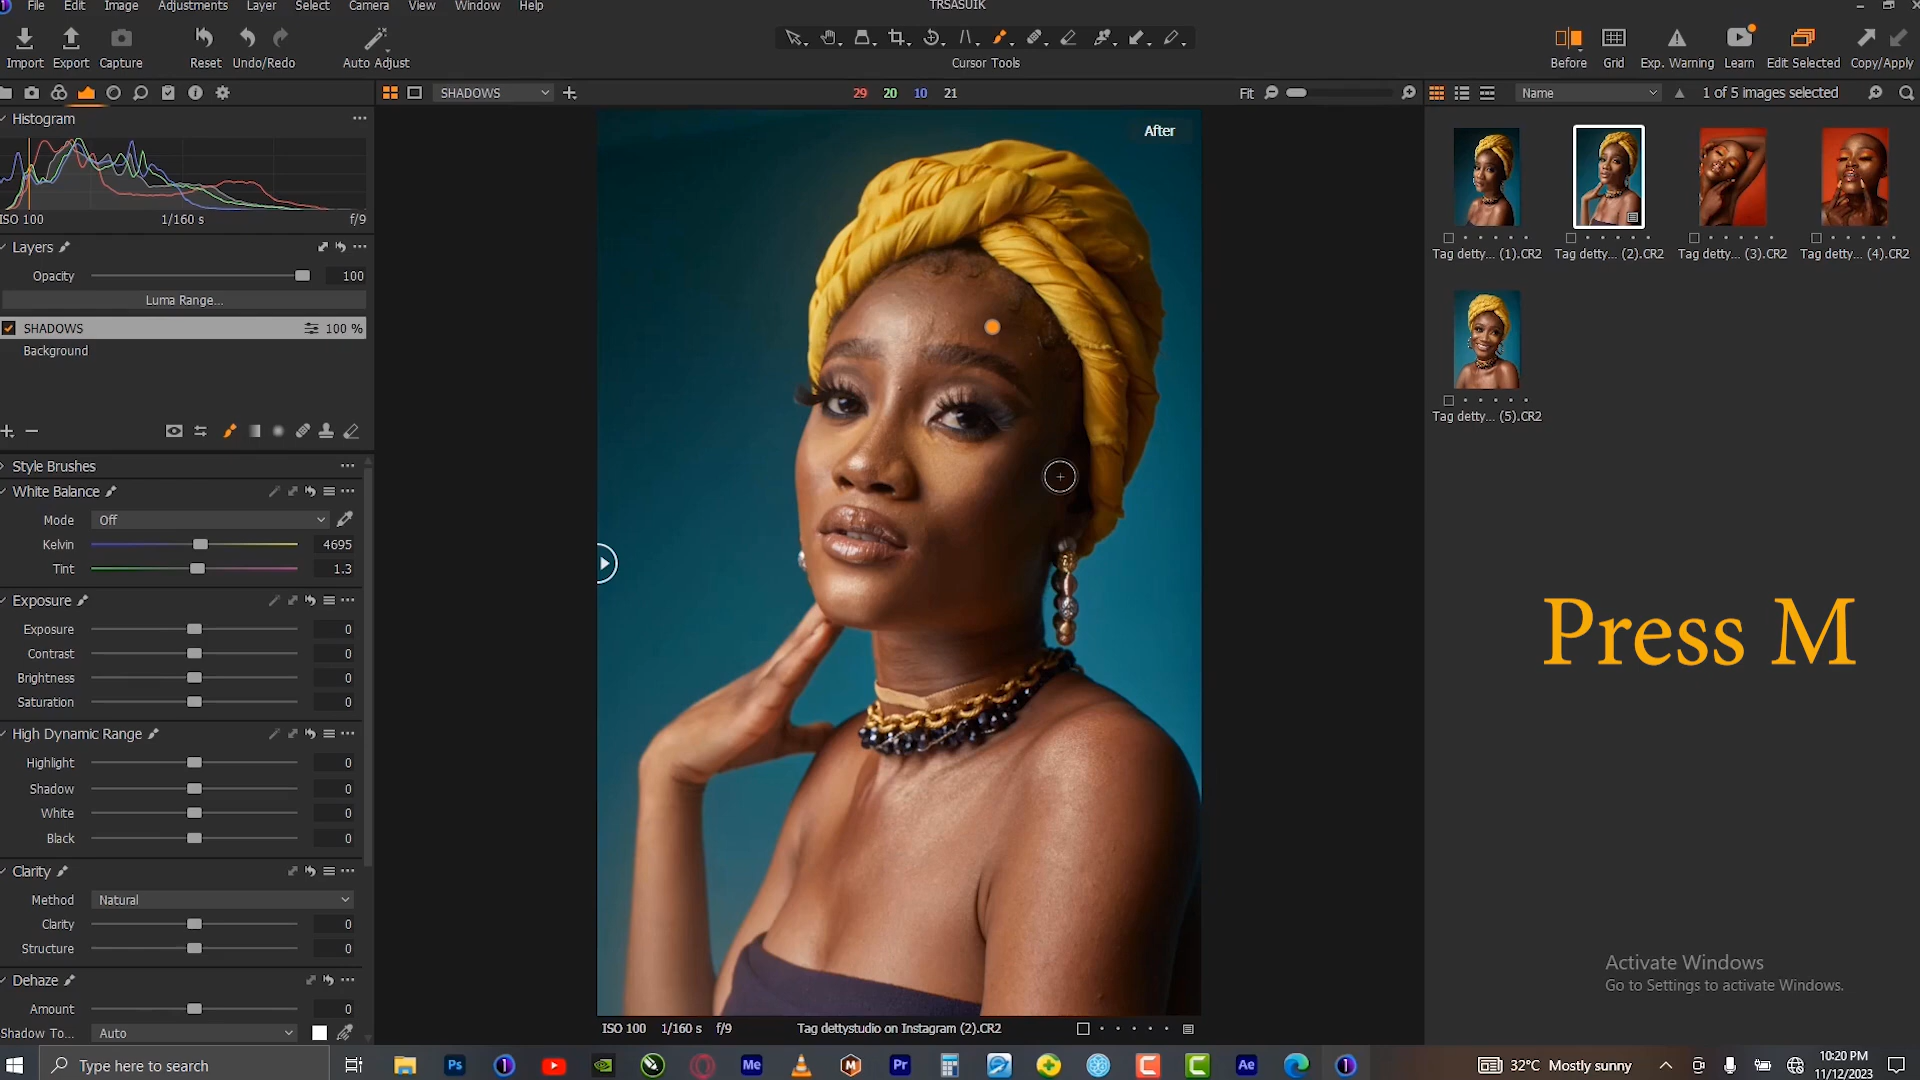 File Edit Image Adjustments Layer Select Camera View Window Help
TRSASUIK
Import Export Capture Reset Undo/Redo Auto Adjust
Cursor Tools
Before Grid Exp. Warning Learn Edit Selected Copy/Apply
SHADOWS
29 20 10 21
Fit
Name
1 of 5 images selected
Histogram
ISO 100 1/160 s f/9
Layers
Opacity 100
Luma Range...
SHADOWS 100 %
Background
Style Brushes
White Balance
Mode Off
Kelvin 4695
Tint 1.3
Exposure
Exposure 0
Contrast 0
Brightness 0
Saturation 0
High Dynamic Range
Highlight 0
Shadow 0
White 0
Black 0
Clarity
Method Natural
Clarity 0
Structure 0
Dehaze
Amount 0
Shadow To... Auto
After
ISO 100 1/160 s f/9 Tag dettystudio on Instagram (2).CR2
Tag detty... (1).CR2 Tag detty... (2).CR2 Tag detty... (3).CR2 Tag detty... (4).CR2
Tag detty... (5).CR2
Press M
Activate Windows
Go to Settings to activate Windows.
Type here to search
Ps Me Pr Ae
32°C Mostly sunny
10:20 PM
11/12/2023